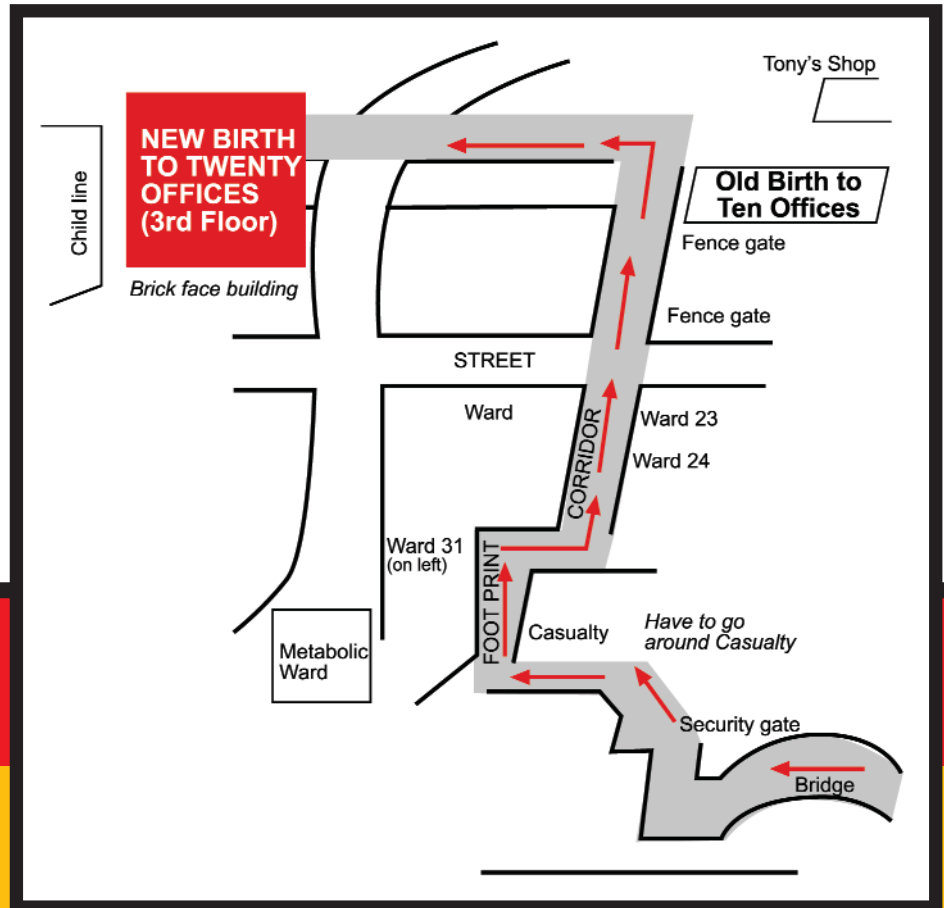 Tony's Shop
NEW BIRTH
TO TWENTY
OFFICES
(3rd Floor)
Child line
Brick face building
Old Birth to
Ten Offices
Fence gate
Fence gate
STREET
Ward
CORRIDOR
Ward 23
Ward 24
Ward 31
(on left)
FOOT PRINT
Casualty
Have to go
around Casualty
Metabolic
Ward
Security gate
Bridge